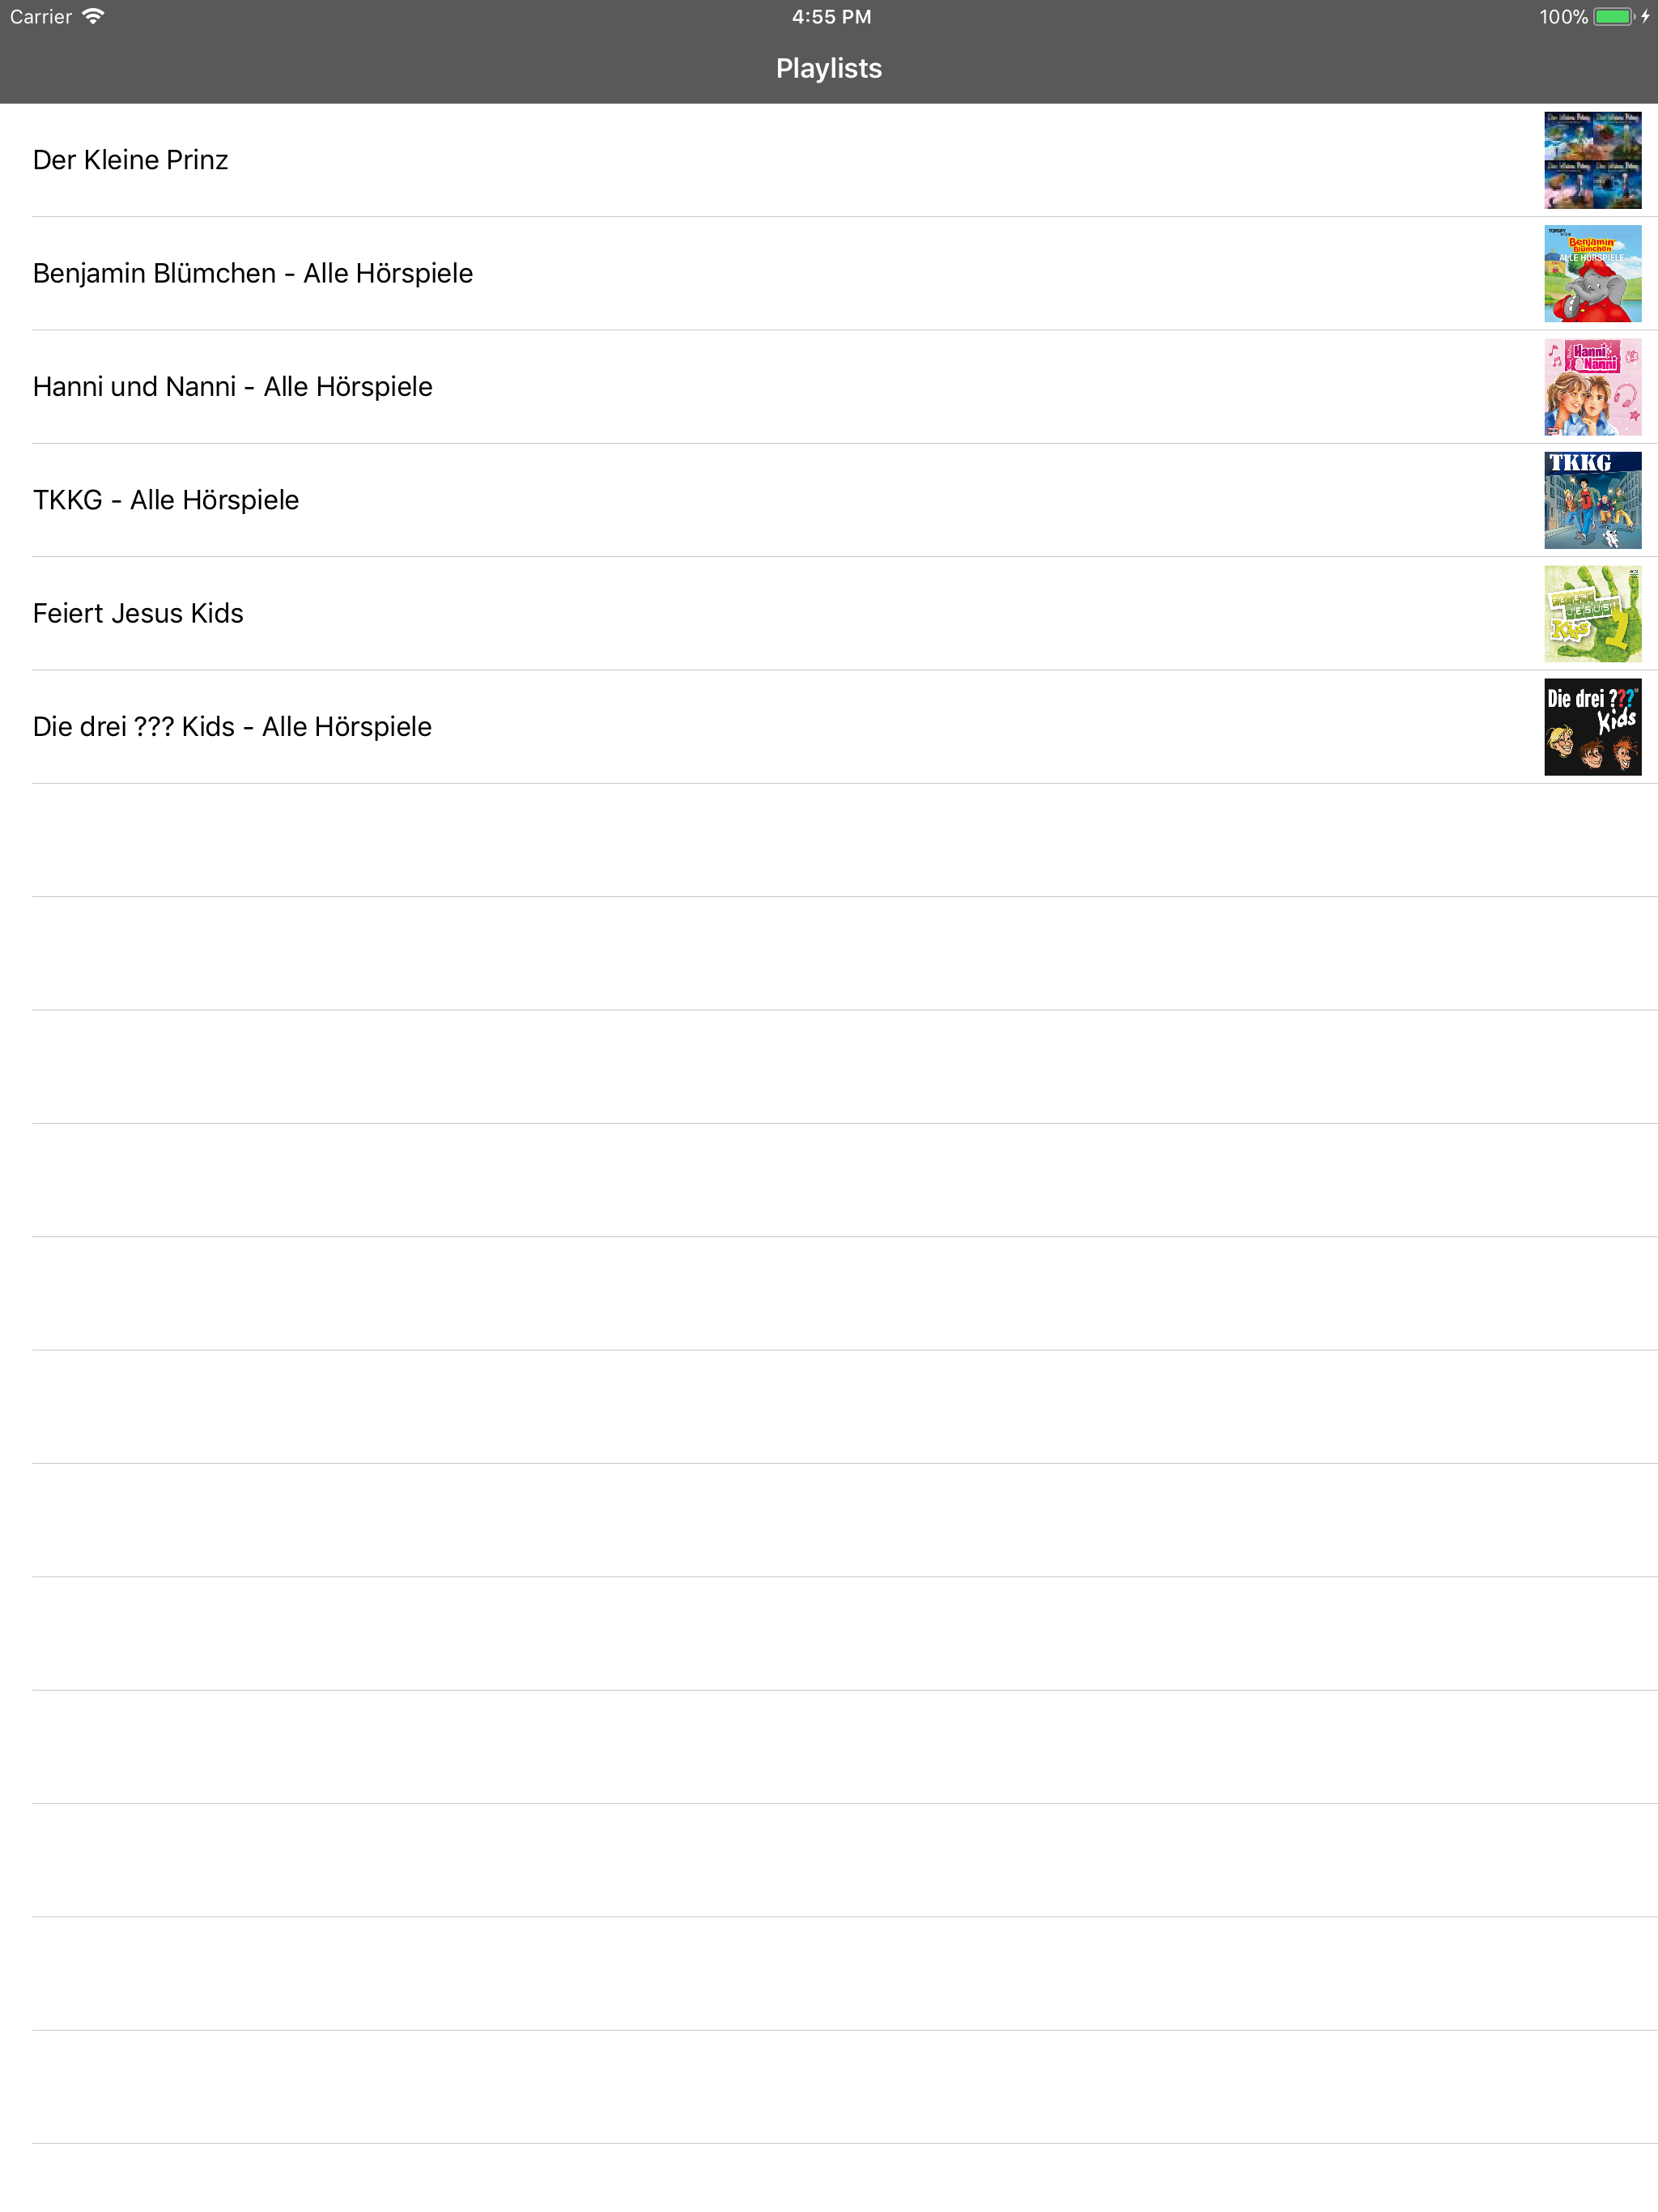 Carrier
4:55 PM
100%
Playlists
Der Kleine Prinz
Benjamin Blümchen - Alle Hörspiele
Benjamin
Blümchen
ALLE HÖRSPIELE
Hanni und Nanni - Alle Hörspiele
Hanni
& Nanni
TKKG - Alle Hörspiele
TKKG
Feiert Jesus Kids
FEIERT
JESUS!
Kids
1
Die drei ??? Kids - Alle Hörspiele
Die drei ???
Kids